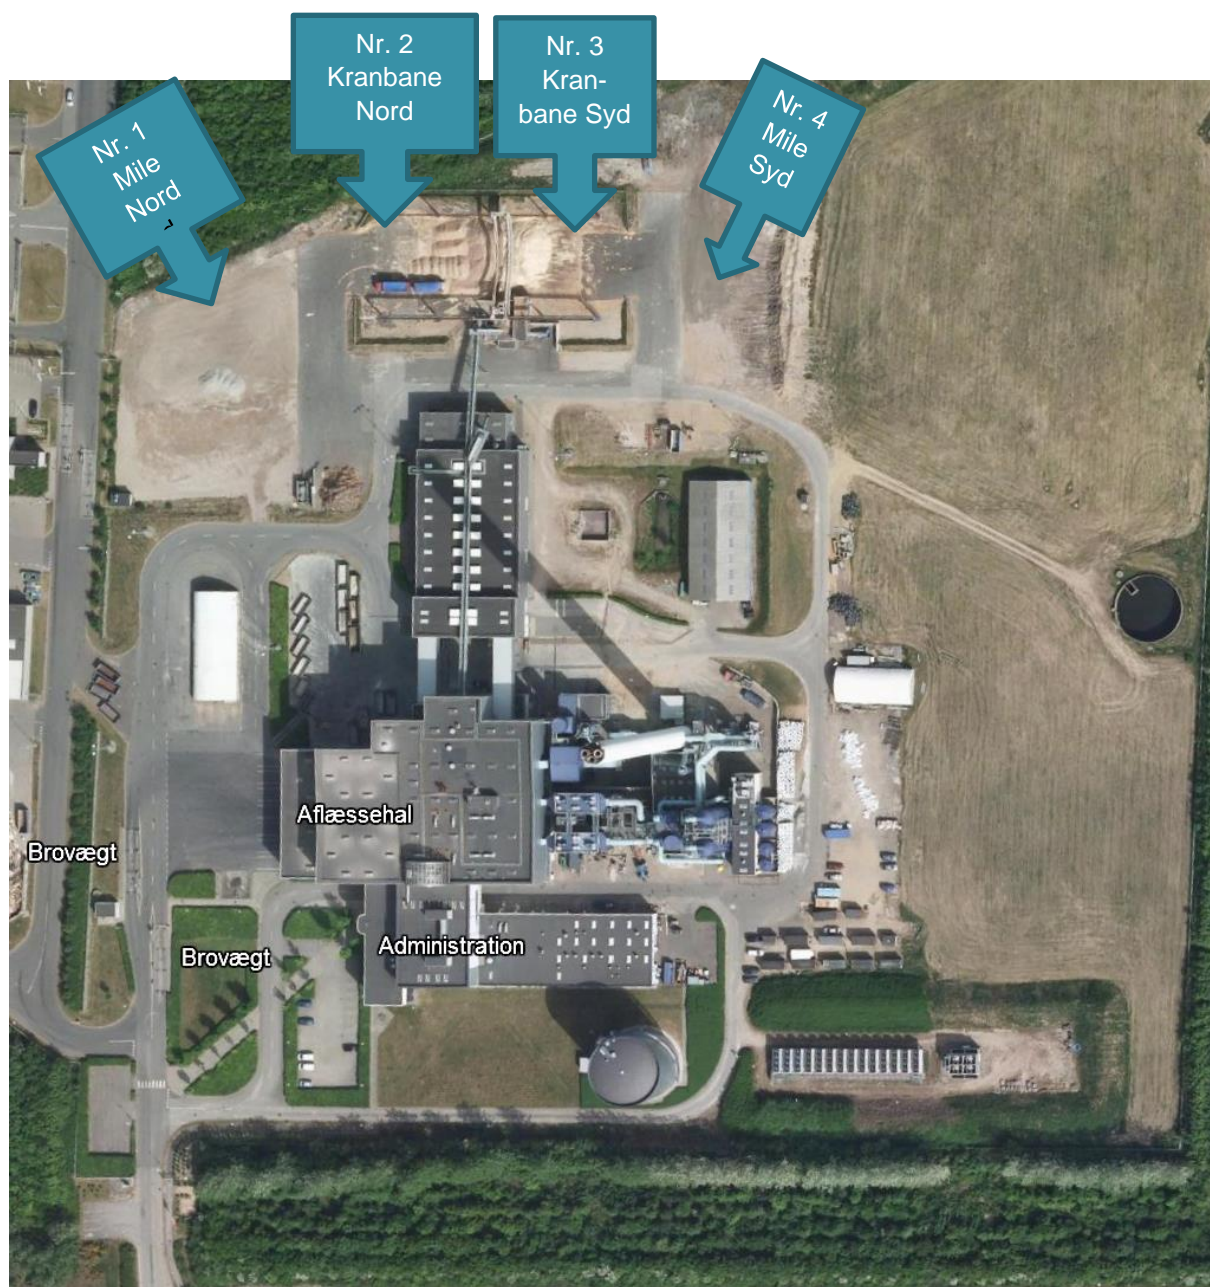 Nr. 1
Mile
Nord
Nr. 2
Kranbane
Nord
Nr. 3
Kran-
bane Syd
Nr. 4
Mile
Syd
Aflæssehal
Brovægt
Administration
Brovægt